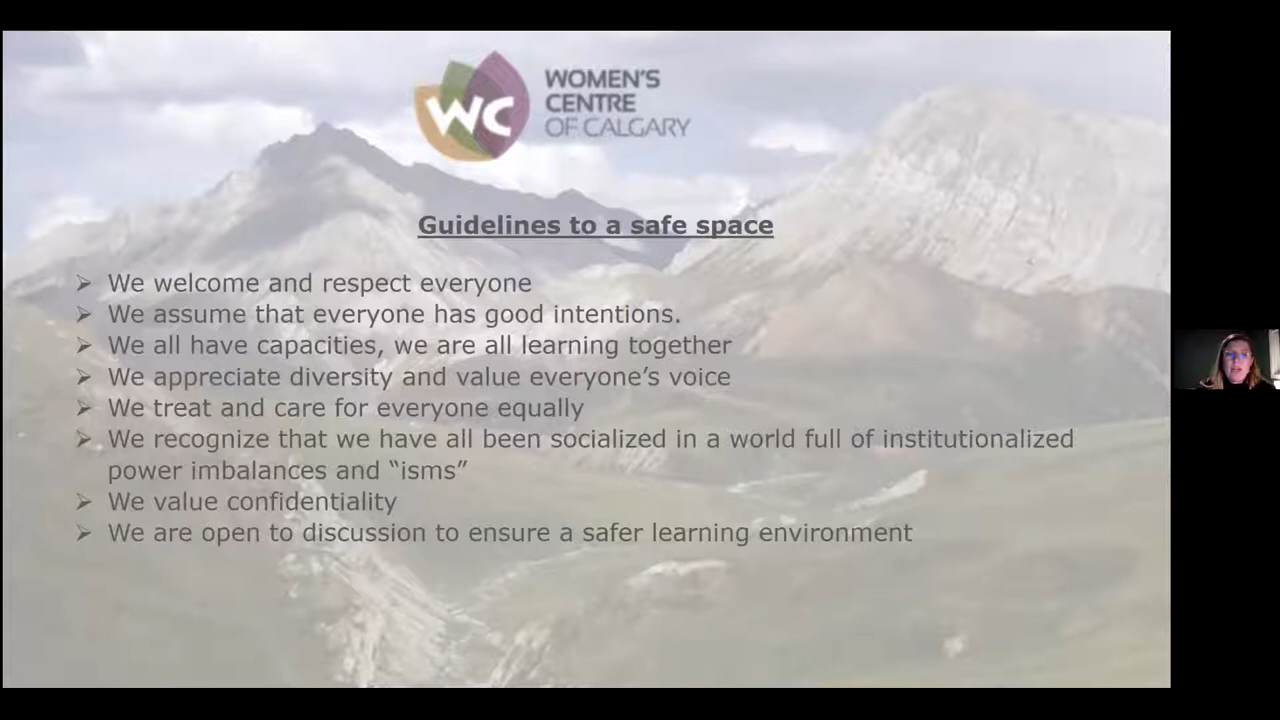 WC
WOMEN'S
CENTRE
OF CALGARY
Guidelines to a safe space
➢ We welcome and respect everyone
➢ We assume that everyone has good intentions.
➢ We all have capacities, we are all learning together
➢ We appreciate diversity and value everyone’s voice
➢ We treat and care for everyone equally
➢ We recognize that we have all been socialized in a world full of institutionalized
power imbalances and “isms”
➢ We value confidentiality
➢ We are open to discussion to ensure a safer learning environment